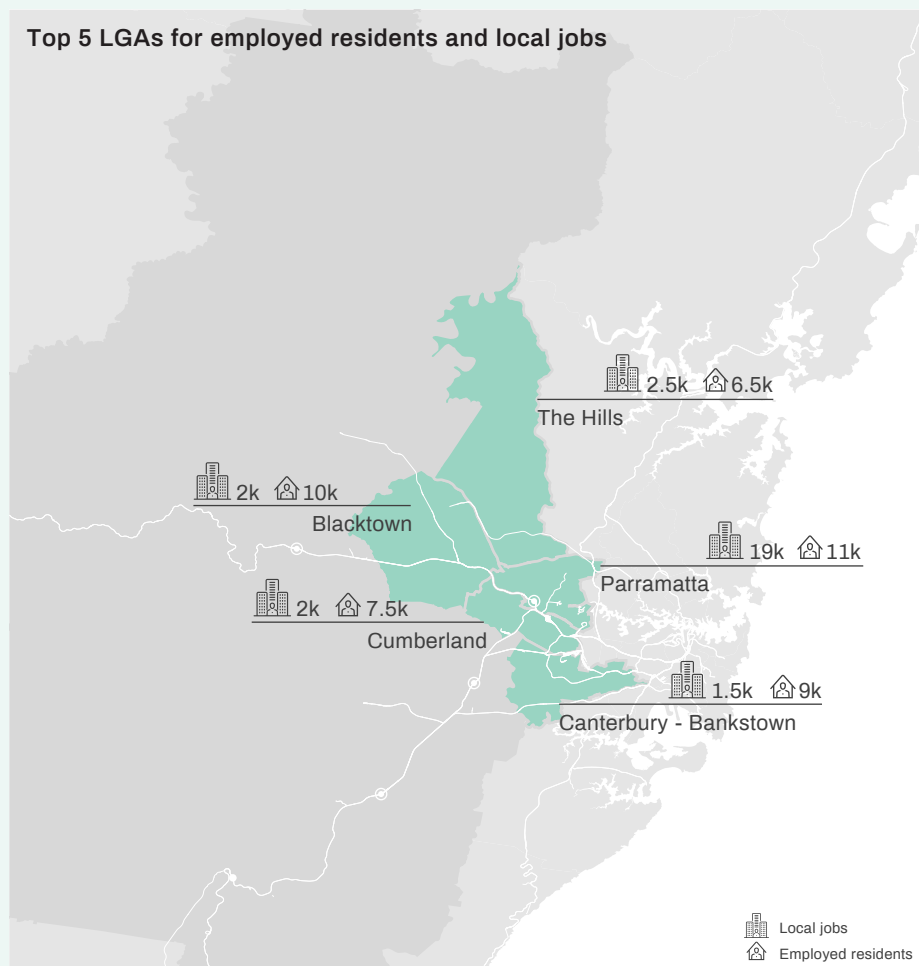 Top 5 LGAs for employed residents and local jobs
2.5k 6.5k
The Hills
2k 10k
Blacktown
19k 11k
Parramatta
2k 7.5k
Cumberland
1.5k 9k
Canterbury - Bankstown
Local jobs
Employed residents